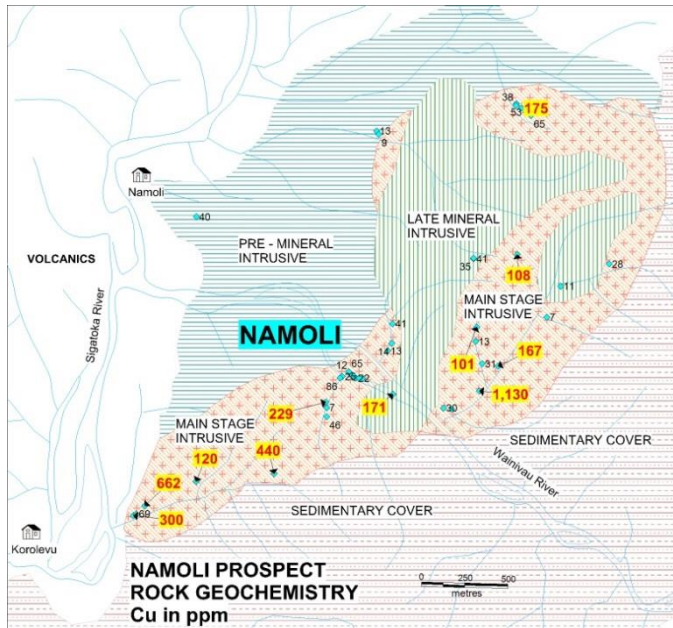 38
175
53
65
13
9
Namoli
40
LATE MINERAL
INTRUSIVE
VOLCANICS
PRE - MINERAL
INTRUSIVE
41
35
28
108
11
MAIN STAGE
INTRUSIVE
7
Sigatoka River
NAMOLI
41
13
14
13
101
167
12
65
31
22
86
171
1,130
229
7
30
46
MAIN STAGE
INTRUSIVE
440
120
SEDIMENTARY COVER
Wainivau River
662
69
300
SEDIMENTARY COVER
Korolevu
NAMOLI PROSPECT
ROCK GEOCHEMISTRY
Cu in ppm
0 250 500
metres